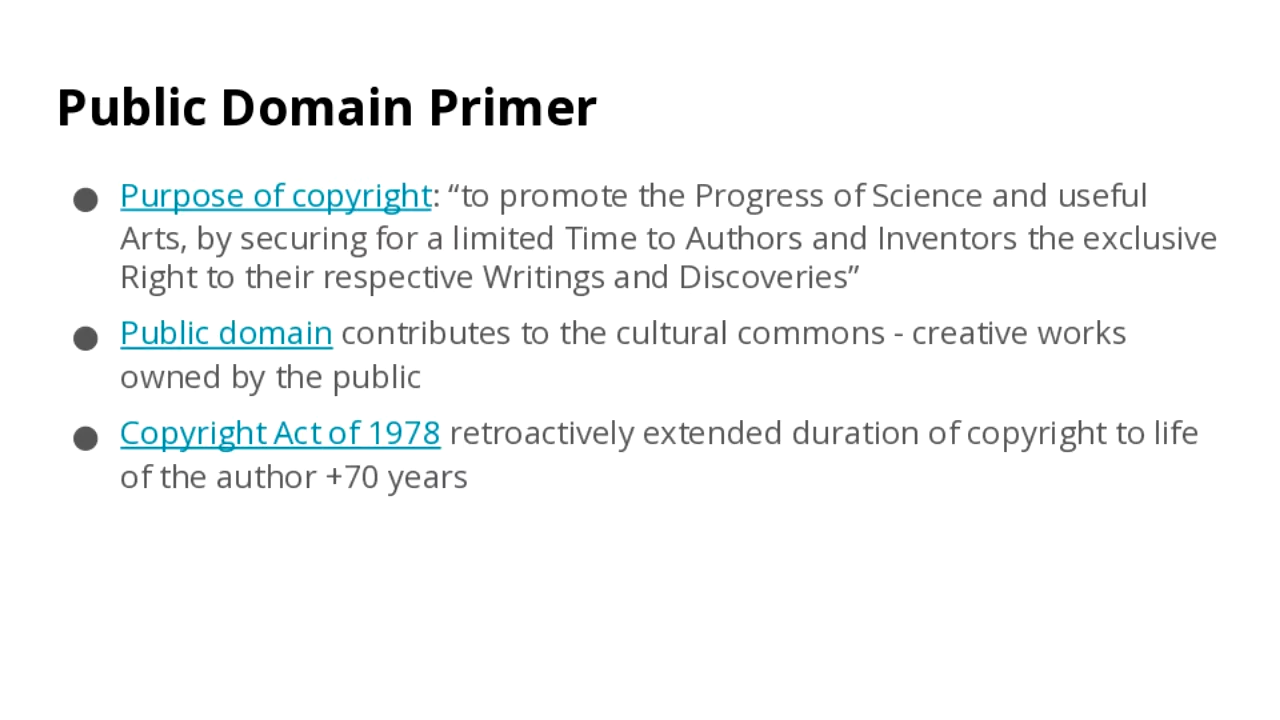 Public Domain Primer
● Purpose of copyright: “to promote the Progress of Science and useful
Arts, by securing for a limited Time to Authors and Inventors the exclusive
Right to their respective Writings and Discoveries”
● Public domain contributes to the cultural commons - creative works
owned by the public
● Copyright Act of 1978 retroactively extended duration of copyright to life
of the author +70 years